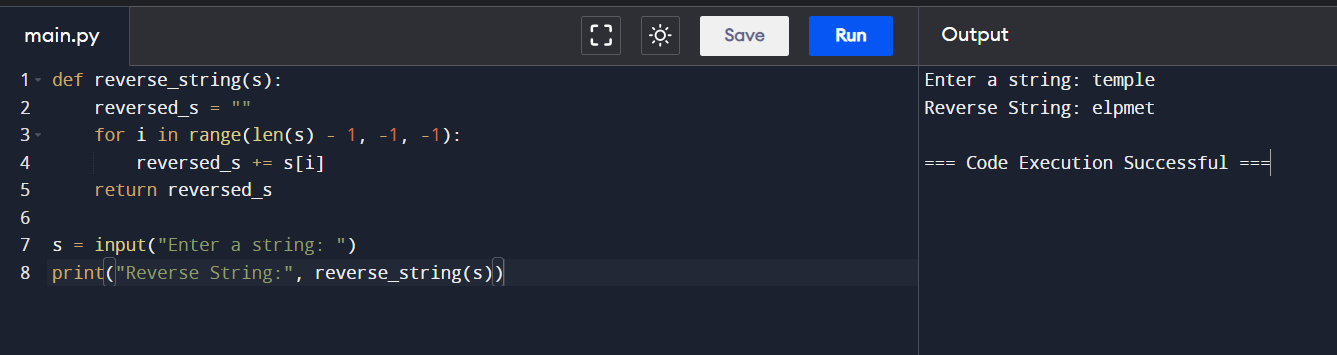 main.py
Save
Run
Output
1 def reverse_string(s):
2     reversed_s = ""
3     for i in range(len(s) - 1, -1, -1):
4         reversed_s += s[i]
5     return reversed_s
6
7 s = input("Enter a string: ")
8 print("Reverse String:", reverse_string(s))
Enter a string: temple
Reverse String: elpmet
=== Code Execution Successful ===